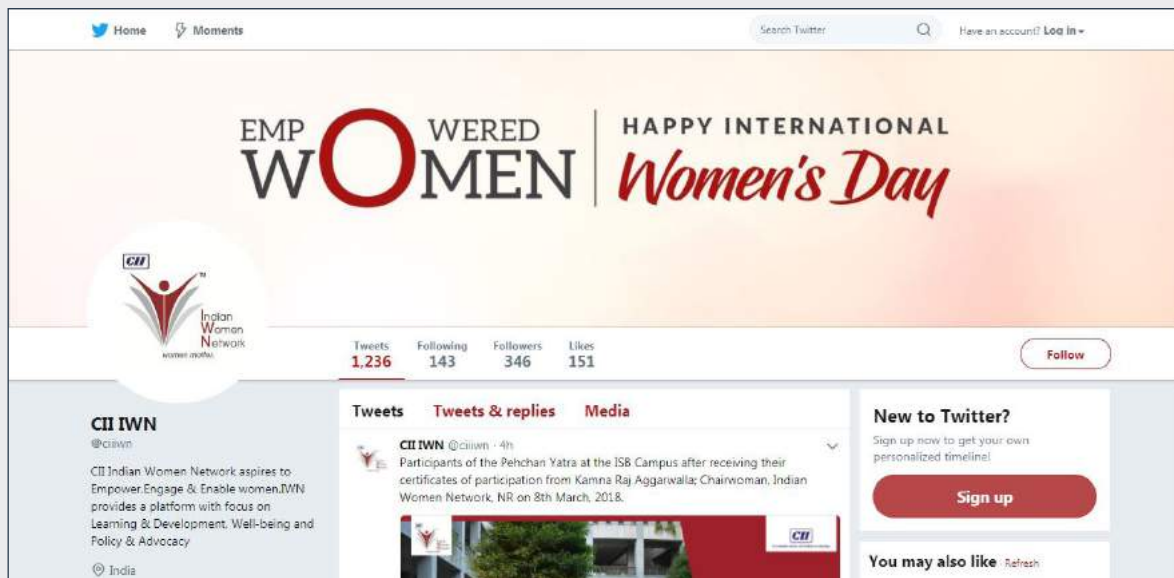 Home Moments Search Twitter Have an account? Log in
EMPOWERED HAPPY INTERNATIONAL
WOMEN Women's Day
CII
TM
Indian
Women
Network
women matter.
Tweets Following Followers Likes
1,236 143 346 151
Follow
CII IWN
@ciiiwn
CII Indian Women Network aspires to
Empower.Engage & Enable women.IWN
provides a platform with focus on
Learning & Development, Well-being and
Policy & Advocacy
India
Tweets Tweets & replies Media
CII IWN @ciiiwn · 4h
Participants of the Pehchan Yatra at the ISB Campus after receiving their
certificates of participation from Kamna Raj Aggarwalla; Chairwoman, Indian
Women Network, NR on 8th March, 2018.
CII
New to Twitter?
Sign up now to get your own
personalized timeline!
Sign up
You may also like Refresh